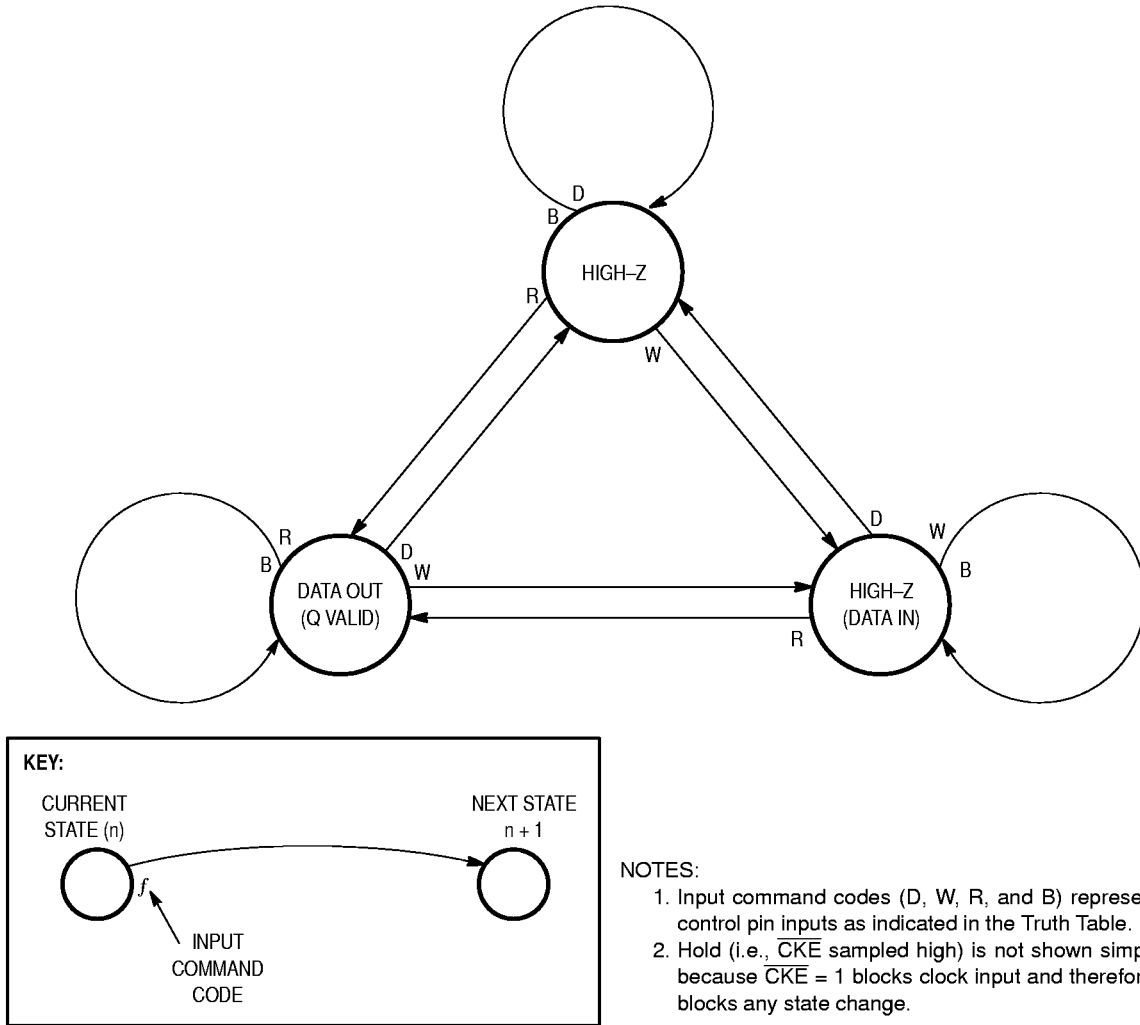 D
B
HIGH–Z
R
W
R
B
D
W
DATA OUT
(Q VALID)
D
W
B
HIGH–Z
(DATA IN)
R
KEY:
CURRENT
STATE (n)
NEXT STATE
n + 1
f
INPUT
COMMAND
CODE
NOTES:
1. Input command codes (D, W, R, and B) represe
control pin inputs as indicated in the Truth Table.
2. Hold (i.e., CKE sampled high) is not shown simp
because CKE = 1 blocks clock input and therefor
blocks any state change.